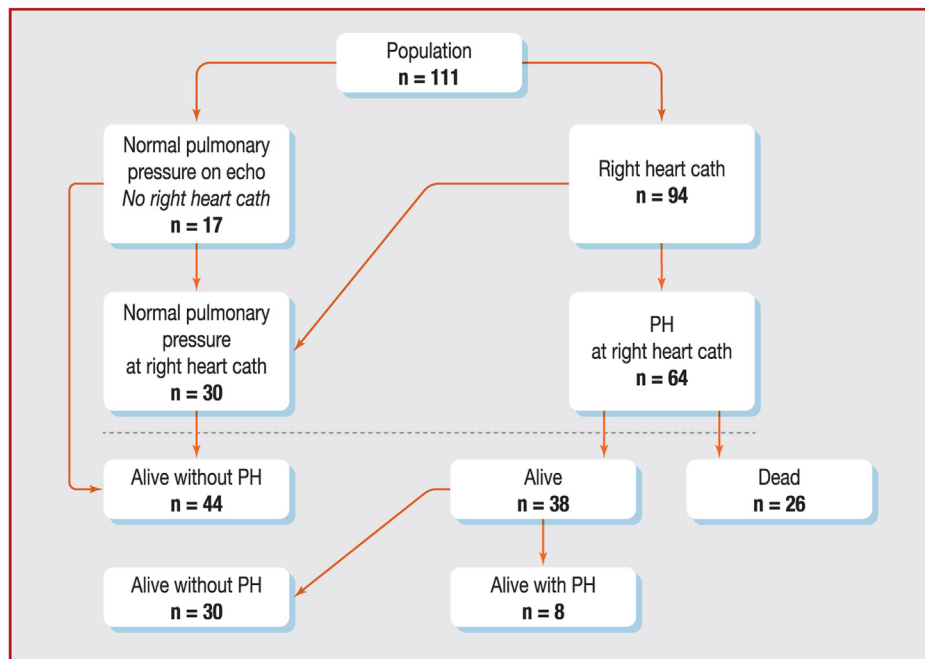 Population
n = 111
Normal pulmonary
pressure on echo
No right heart cath
n = 17
Right heart cath
n = 94
Normal pulmonary
pressure
at right heart cath
n = 30
PH
at right heart cath
n = 64
Alive without PH
n = 44
Alive
n = 38
Dead
n = 26
Alive without PH
n = 30
Alive with PH
n = 8